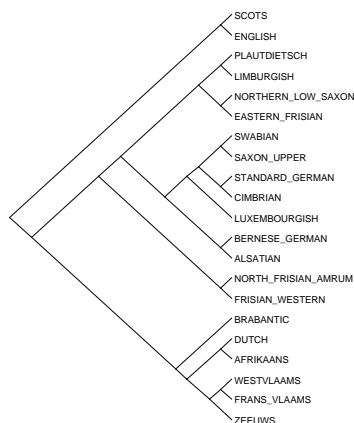 SCOTS
ENGLISH
PLAUTDIETSCH
LIMBURGISH
NORTHERN_LOW_SAXON
EASTERN_FRISIAN
SWABIAN
SAXON_UPPER
STANDARD_GERMAN
CIMBRIAN
LUXEMBOURGISH
BERNESE_GERMAN
ALSATIAN
NORTH_FRISIAN_AMRUM
FRISIAN_WESTERN
BRABANTIC
DUTCH
AFRIKAANS
WESTVLAAMS
FRANS_VLAAMS
ZEEUWS